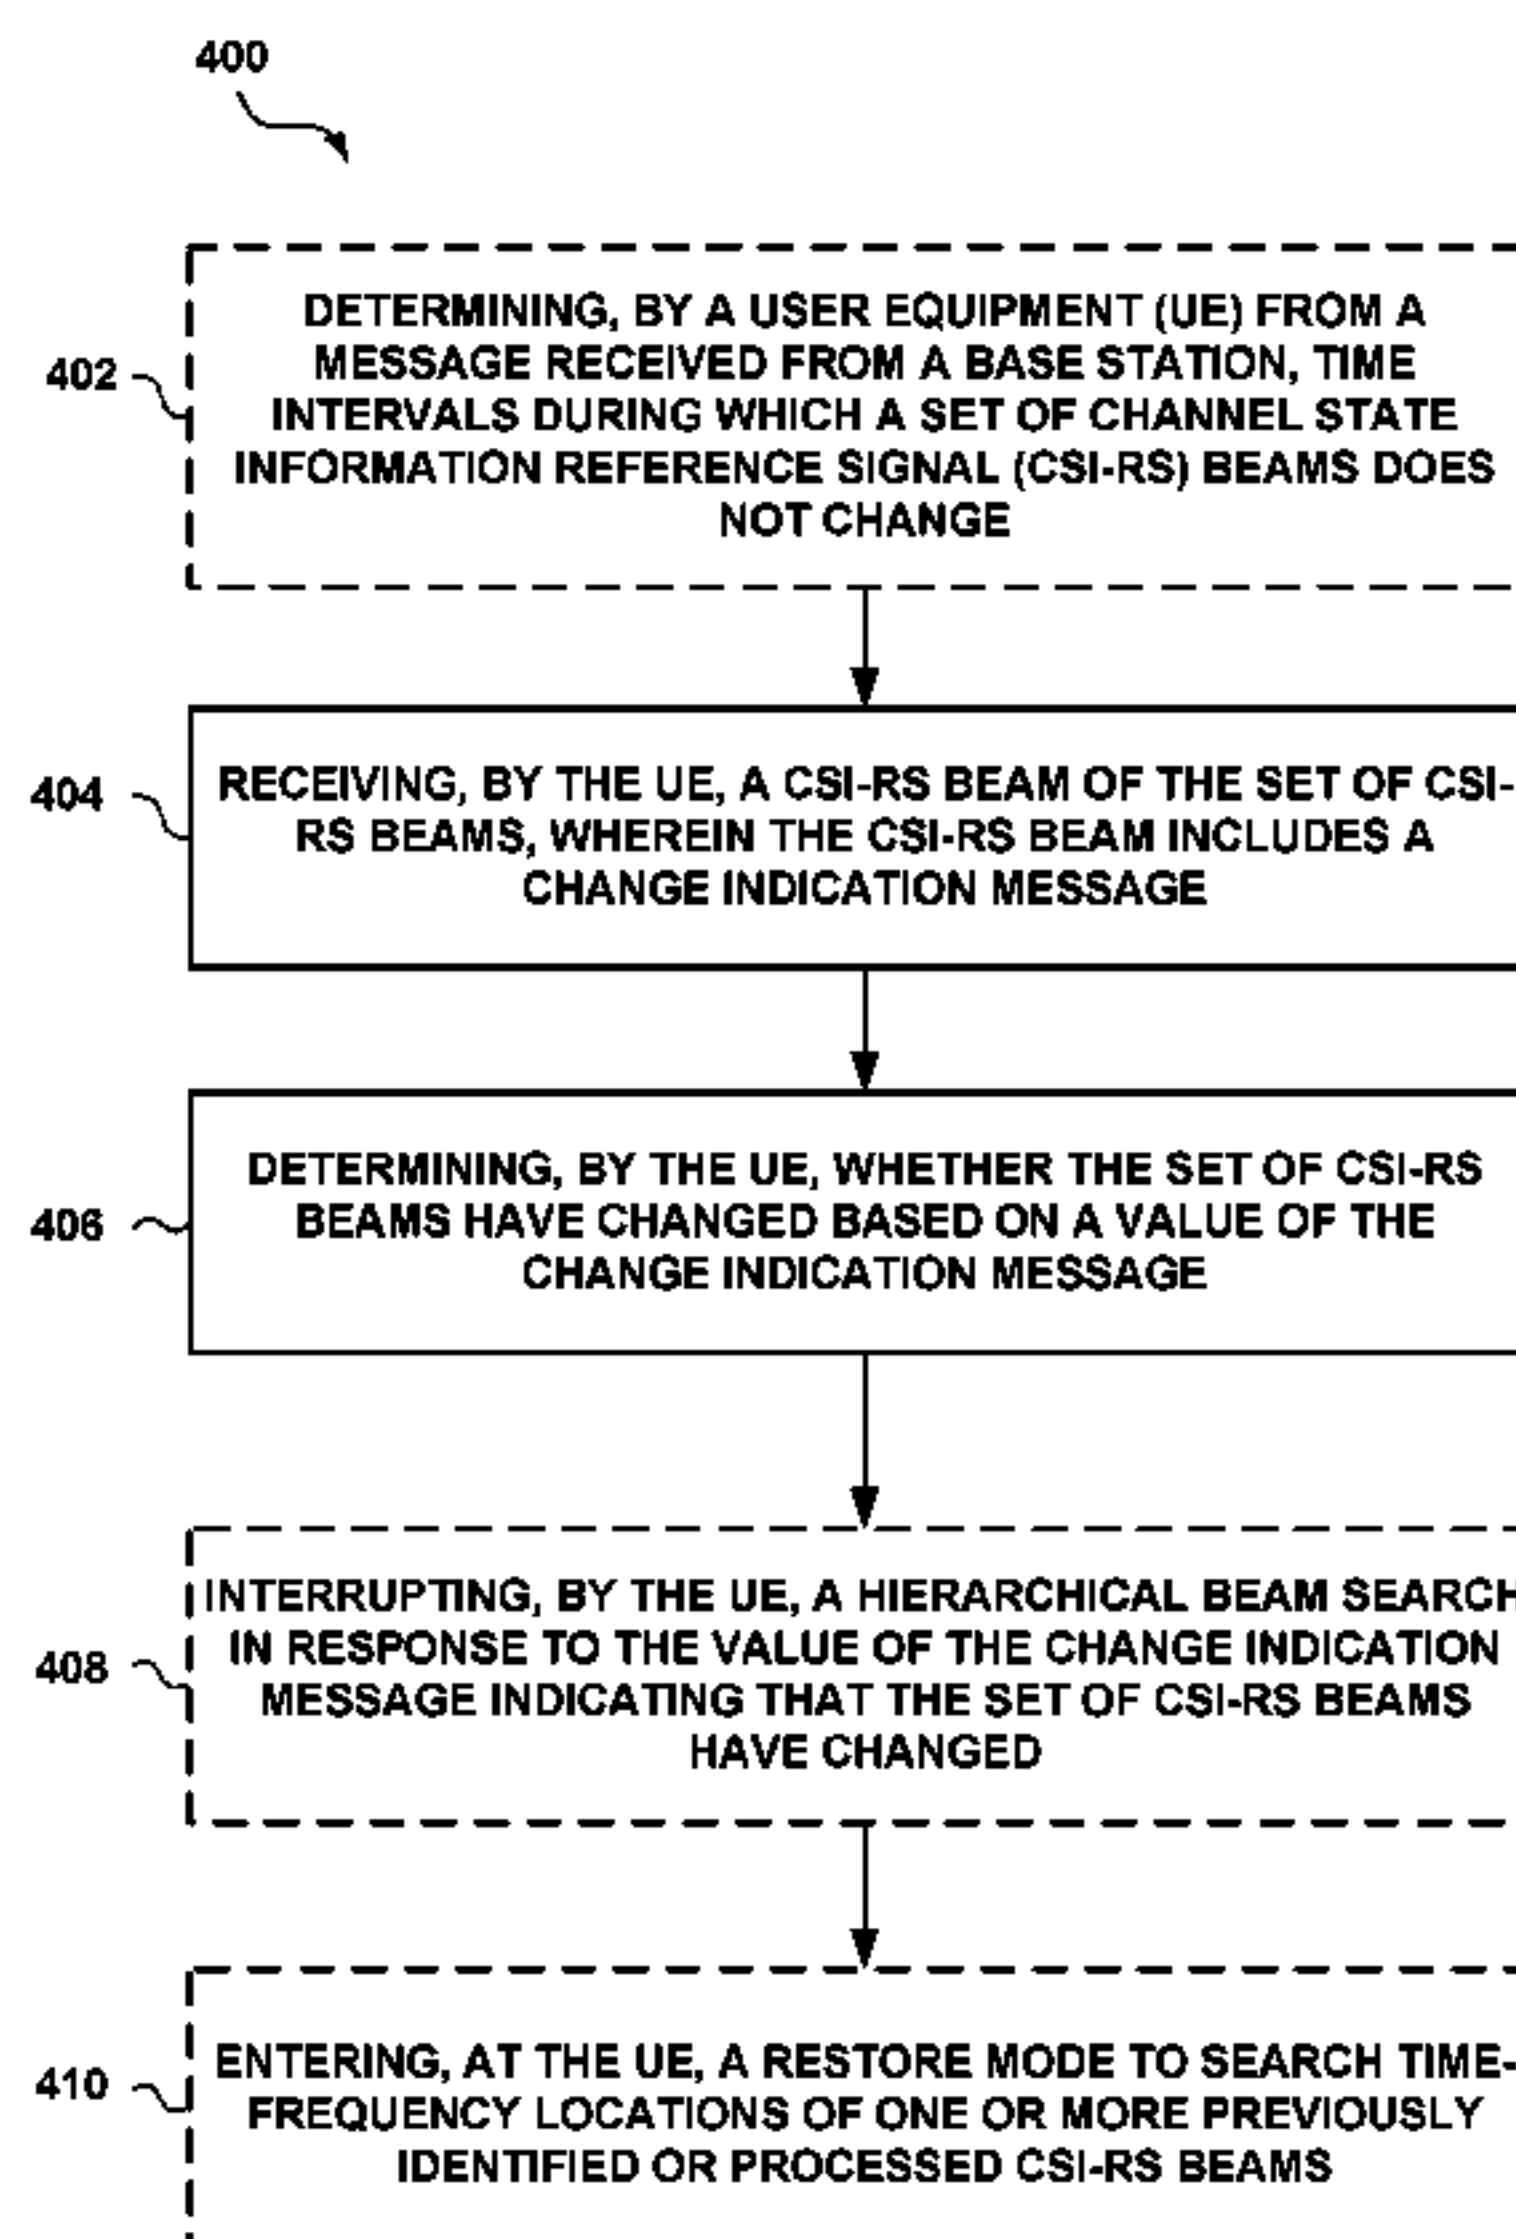 400
402
DETERMINING, BY A USER EQUIPMENT (UE) FROM A
MESSAGE RECEIVED FROM A BASE STATION, TIME
INTERVALS DURING WHICH A SET OF CHANNEL STATE
INFORMATION REFERENCE SIGNAL (CSI-RS) BEAMS DOES
NOT CHANGE
404
RECEIVING, BY THE UE, A CSI-RS BEAM OF THE SET OF CSI-
RS BEAMS, WHEREIN THE CSI-RS BEAM INCLUDES A
CHANGE INDICATION MESSAGE
406
DETERMINING, BY THE UE, WHETHER THE SET OF CSI-RS
BEAMS HAVE CHANGED BASED ON A VALUE OF THE
CHANGE INDICATION MESSAGE
408
INTERRUPTING, BY THE UE, A HIERARCHICAL BEAM SEARCH
IN RESPONSE TO THE VALUE OF THE CHANGE INDICATION
MESSAGE INDICATING THAT THE SET OF CSI-RS BEAMS
HAVE CHANGED
410
ENTERING, AT THE UE, A RESTORE MODE TO SEARCH TIME-
FREQUENCY LOCATIONS OF ONE OR MORE PREVIOUSLY
IDENTIFIED OR PROCESSED CSI-RS BEAMS